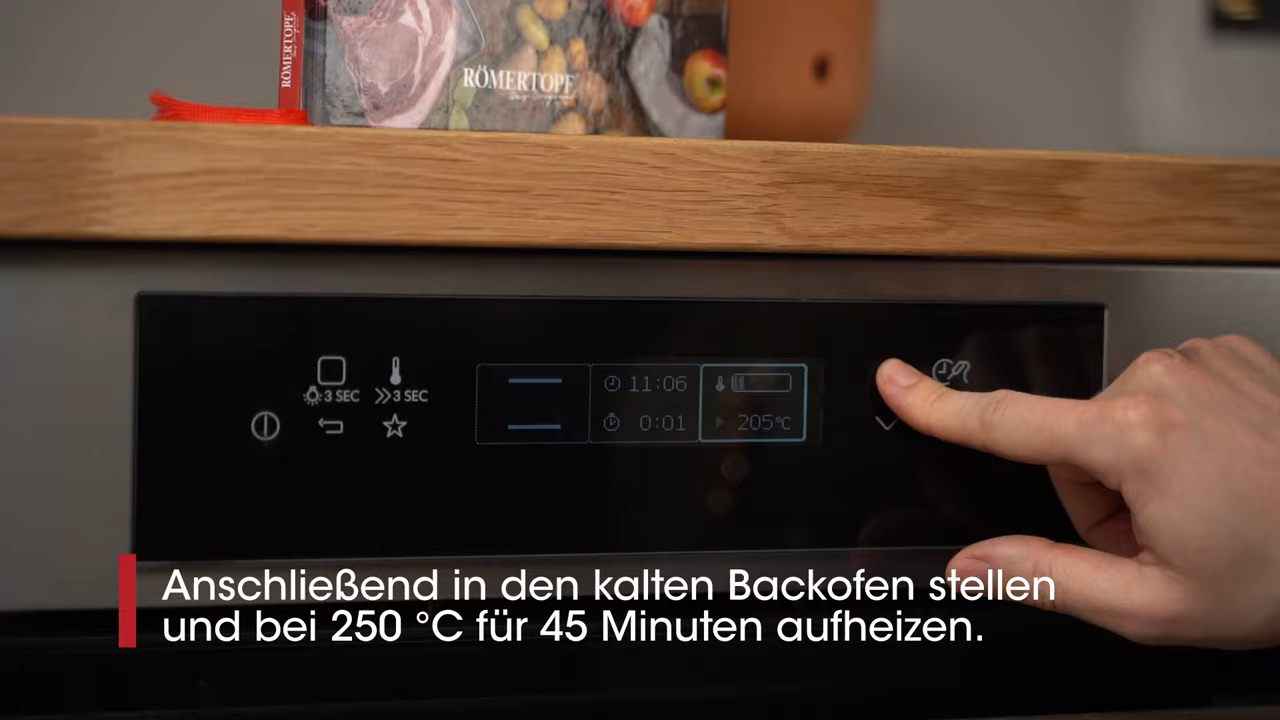 RÖMERTOPF
RÖMERTOPF
3 SEC
3 SEC
11:06
0:01
205°C
Anschließend in den kalten Backofen stellen
und bei 250 °C für 45 Minuten aufheizen.